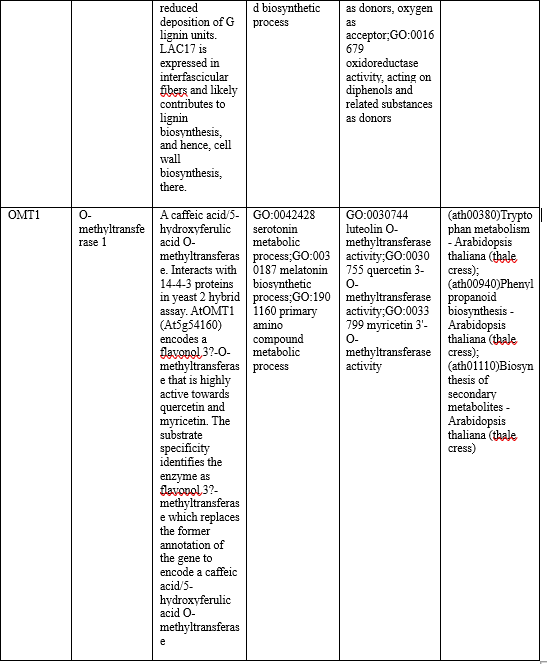 reduced
deposition of G
lignin units.
LAC17 is
expressed in
interfascicular
fibers and likely
contributes to
lignin
biosynthesis,
and hence, cell
wall
biosynthesis,
there.
d biosynthetic
process
as donors, oxygen
as
acceptor;GO:0016
679
oxidoreductase
activity, acting on
diphenols and
related substances
as donors
OMT1
O-
methyltransfe
rase 1
A caffeic acid/5-
hydroxyferulic
acid O-
methyltransferas
e. Interacts with
14-4-3 proteins
in yeast 2 hybrid
assay. AtOMT1
(At5g54160)
encodes a
flavonol 3?-O-
methyltransferas
e that is highly
active towards
quercetin and
myricetin. The
substrate
specificity
identifies the
enzyme as
flavonol 3?-
methyltransferas
e which replaces
the former
annotation of
the gene to
encode a caffeic
acid/5-
hydroxyferulic
acid O-
methyltransferas
e
GO:0042428
serotonin
metabolic
process;GO:003
0187 melatonin
biosynthetic
process;GO:190
1160 primary
amino
compound
metabolic
process
GO:0030744
luteolin O-
methyltransferase
activity;GO:0030
755 quercetin 3-
O-
methyltransferase
activity;GO:0033
799 myricetin 3'-
O-
methyltransferase
activity
(ath00380)Trypto
phan metabolism
- Arabidopsis
thaliana (thale
cress);
(ath00940)Phenyl
propanoid
biosynthesis -
Arabidopsis
thaliana (thale
cress);
(ath01110)Biosyn
thesis of
secondary
metabolites -
Arabidopsis
thaliana (thale
cress)